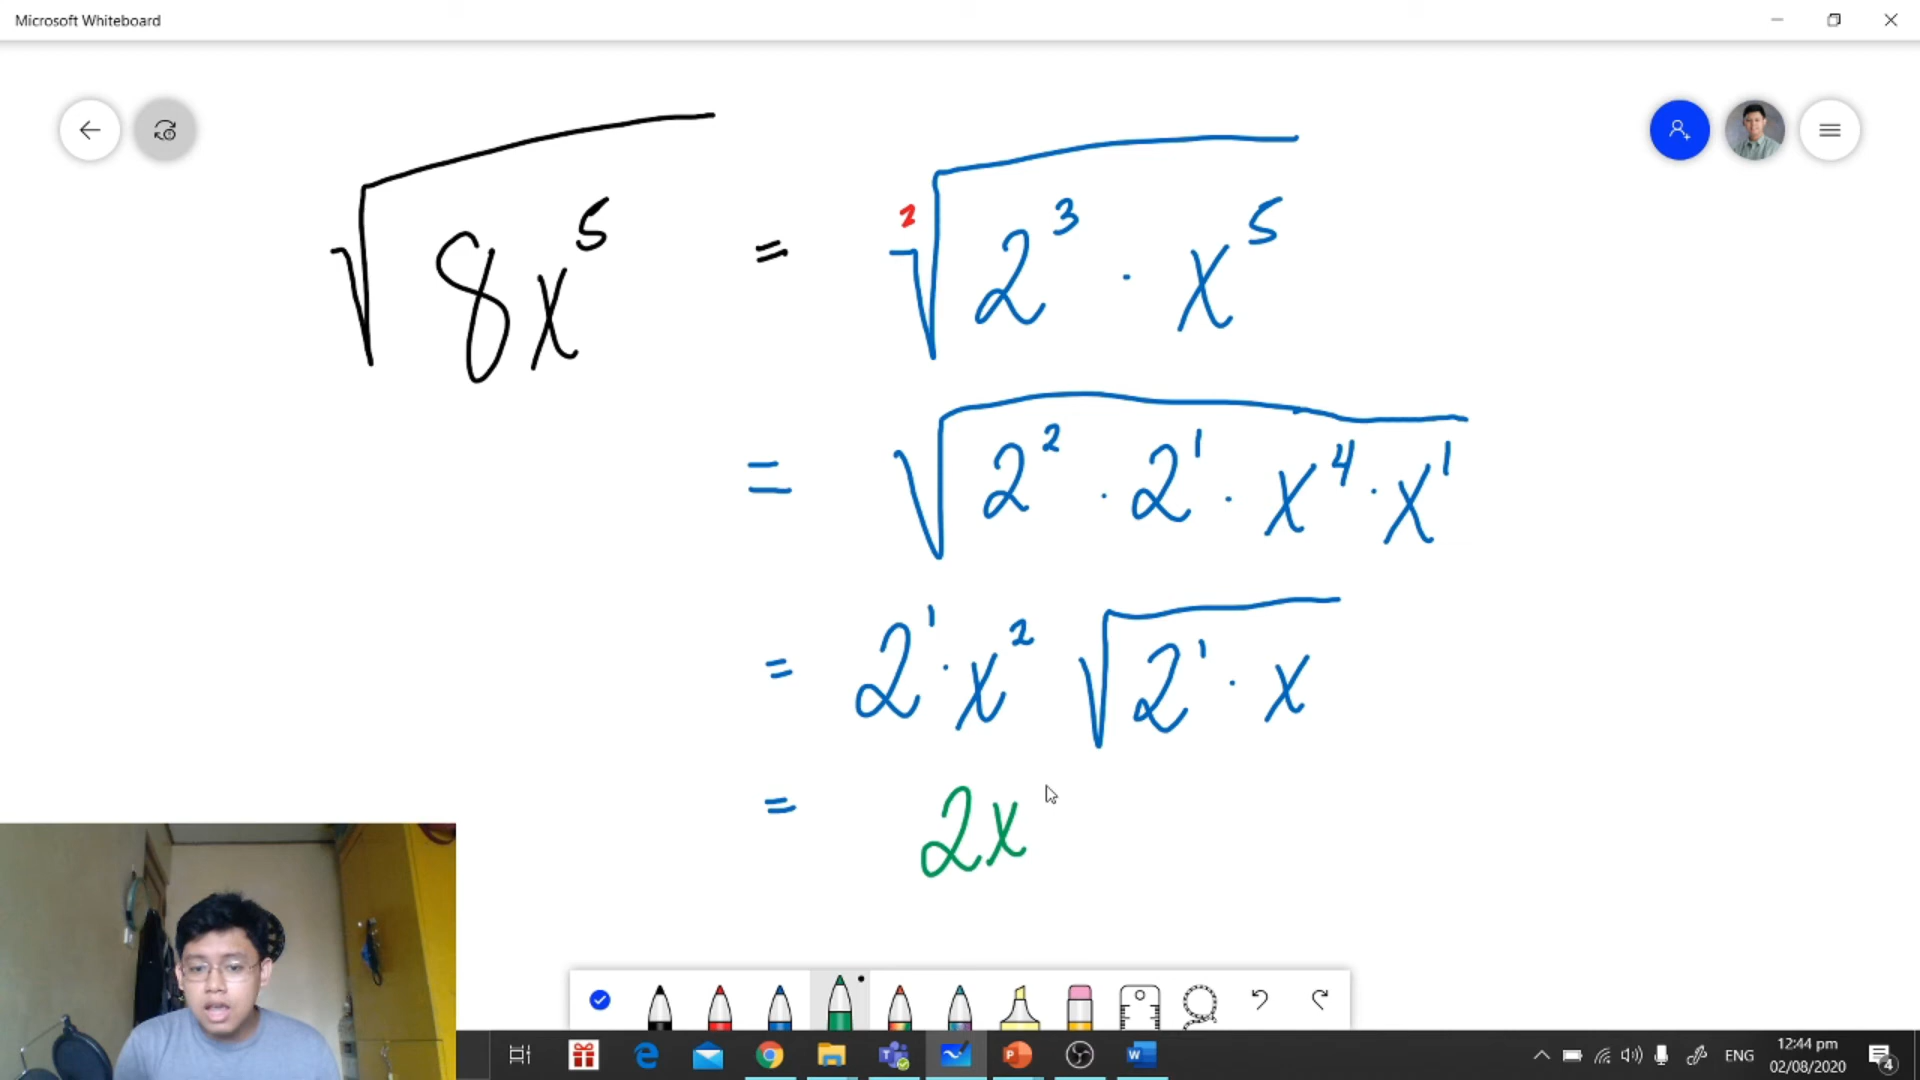 Microsoft Whiteboard
√8x⁵ = ²√2³ · x⁵
= √2² · 2¹ · x⁴ · x¹
= 2¹ · x² √2¹ · x
= 2x
ENG
12:44 pm
02/08/2020
4